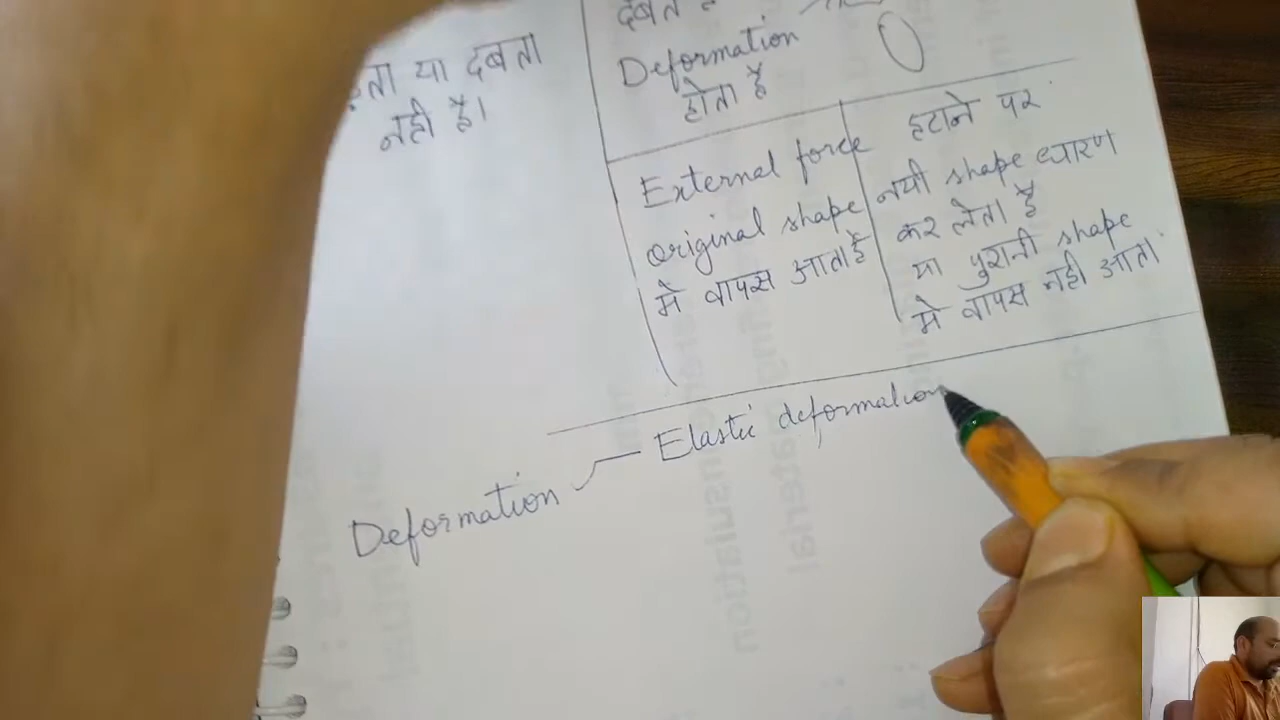 या दबता
नही है।
दबता है
Deformation
होता है
External force हटाने पर
original shape
मे वापस आता है
नयी shape धारण
कर लेता है
या पुरानी shape
मे वापस नही आता।
Deformation
Elastic deformation